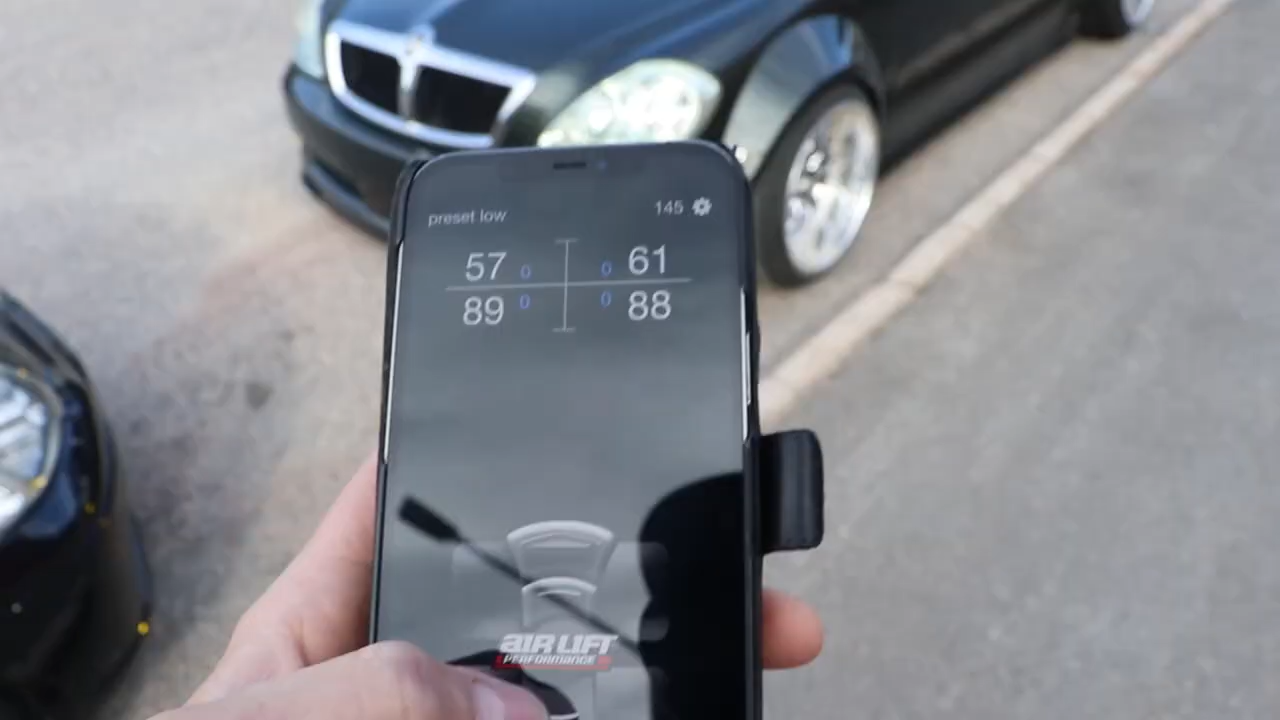 preset low 145
57 0 0 61
89 0 0 88
AIR LIFT
PERFORMANCE